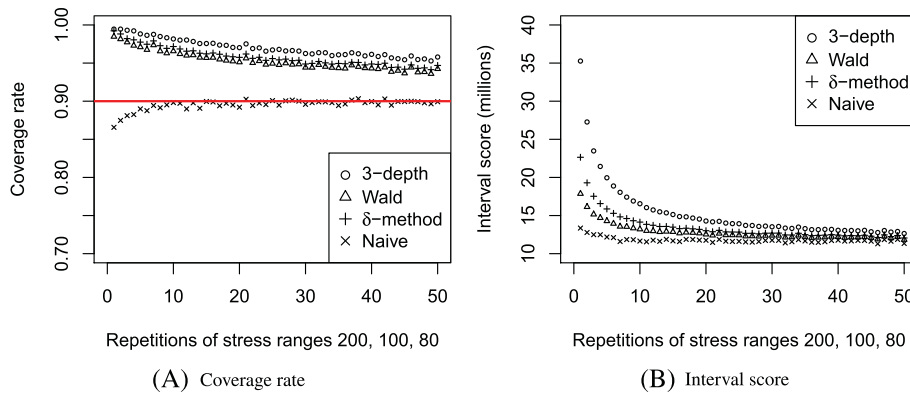 Coverage rate
1.00
0.90
0.80
0.70
3−depth
Wald
δ−method
Naive
0 10 20 30 40 50
Repetitions of stress ranges 200, 100, 80
(A) Coverage rate
Interval score (millions)
40
35
30
25
20
15
10
3−depth
Wald
δ−method
Naive
0 10 20 30 40 50
Repetitions of stress ranges 200, 100, 80
(B) Interval score